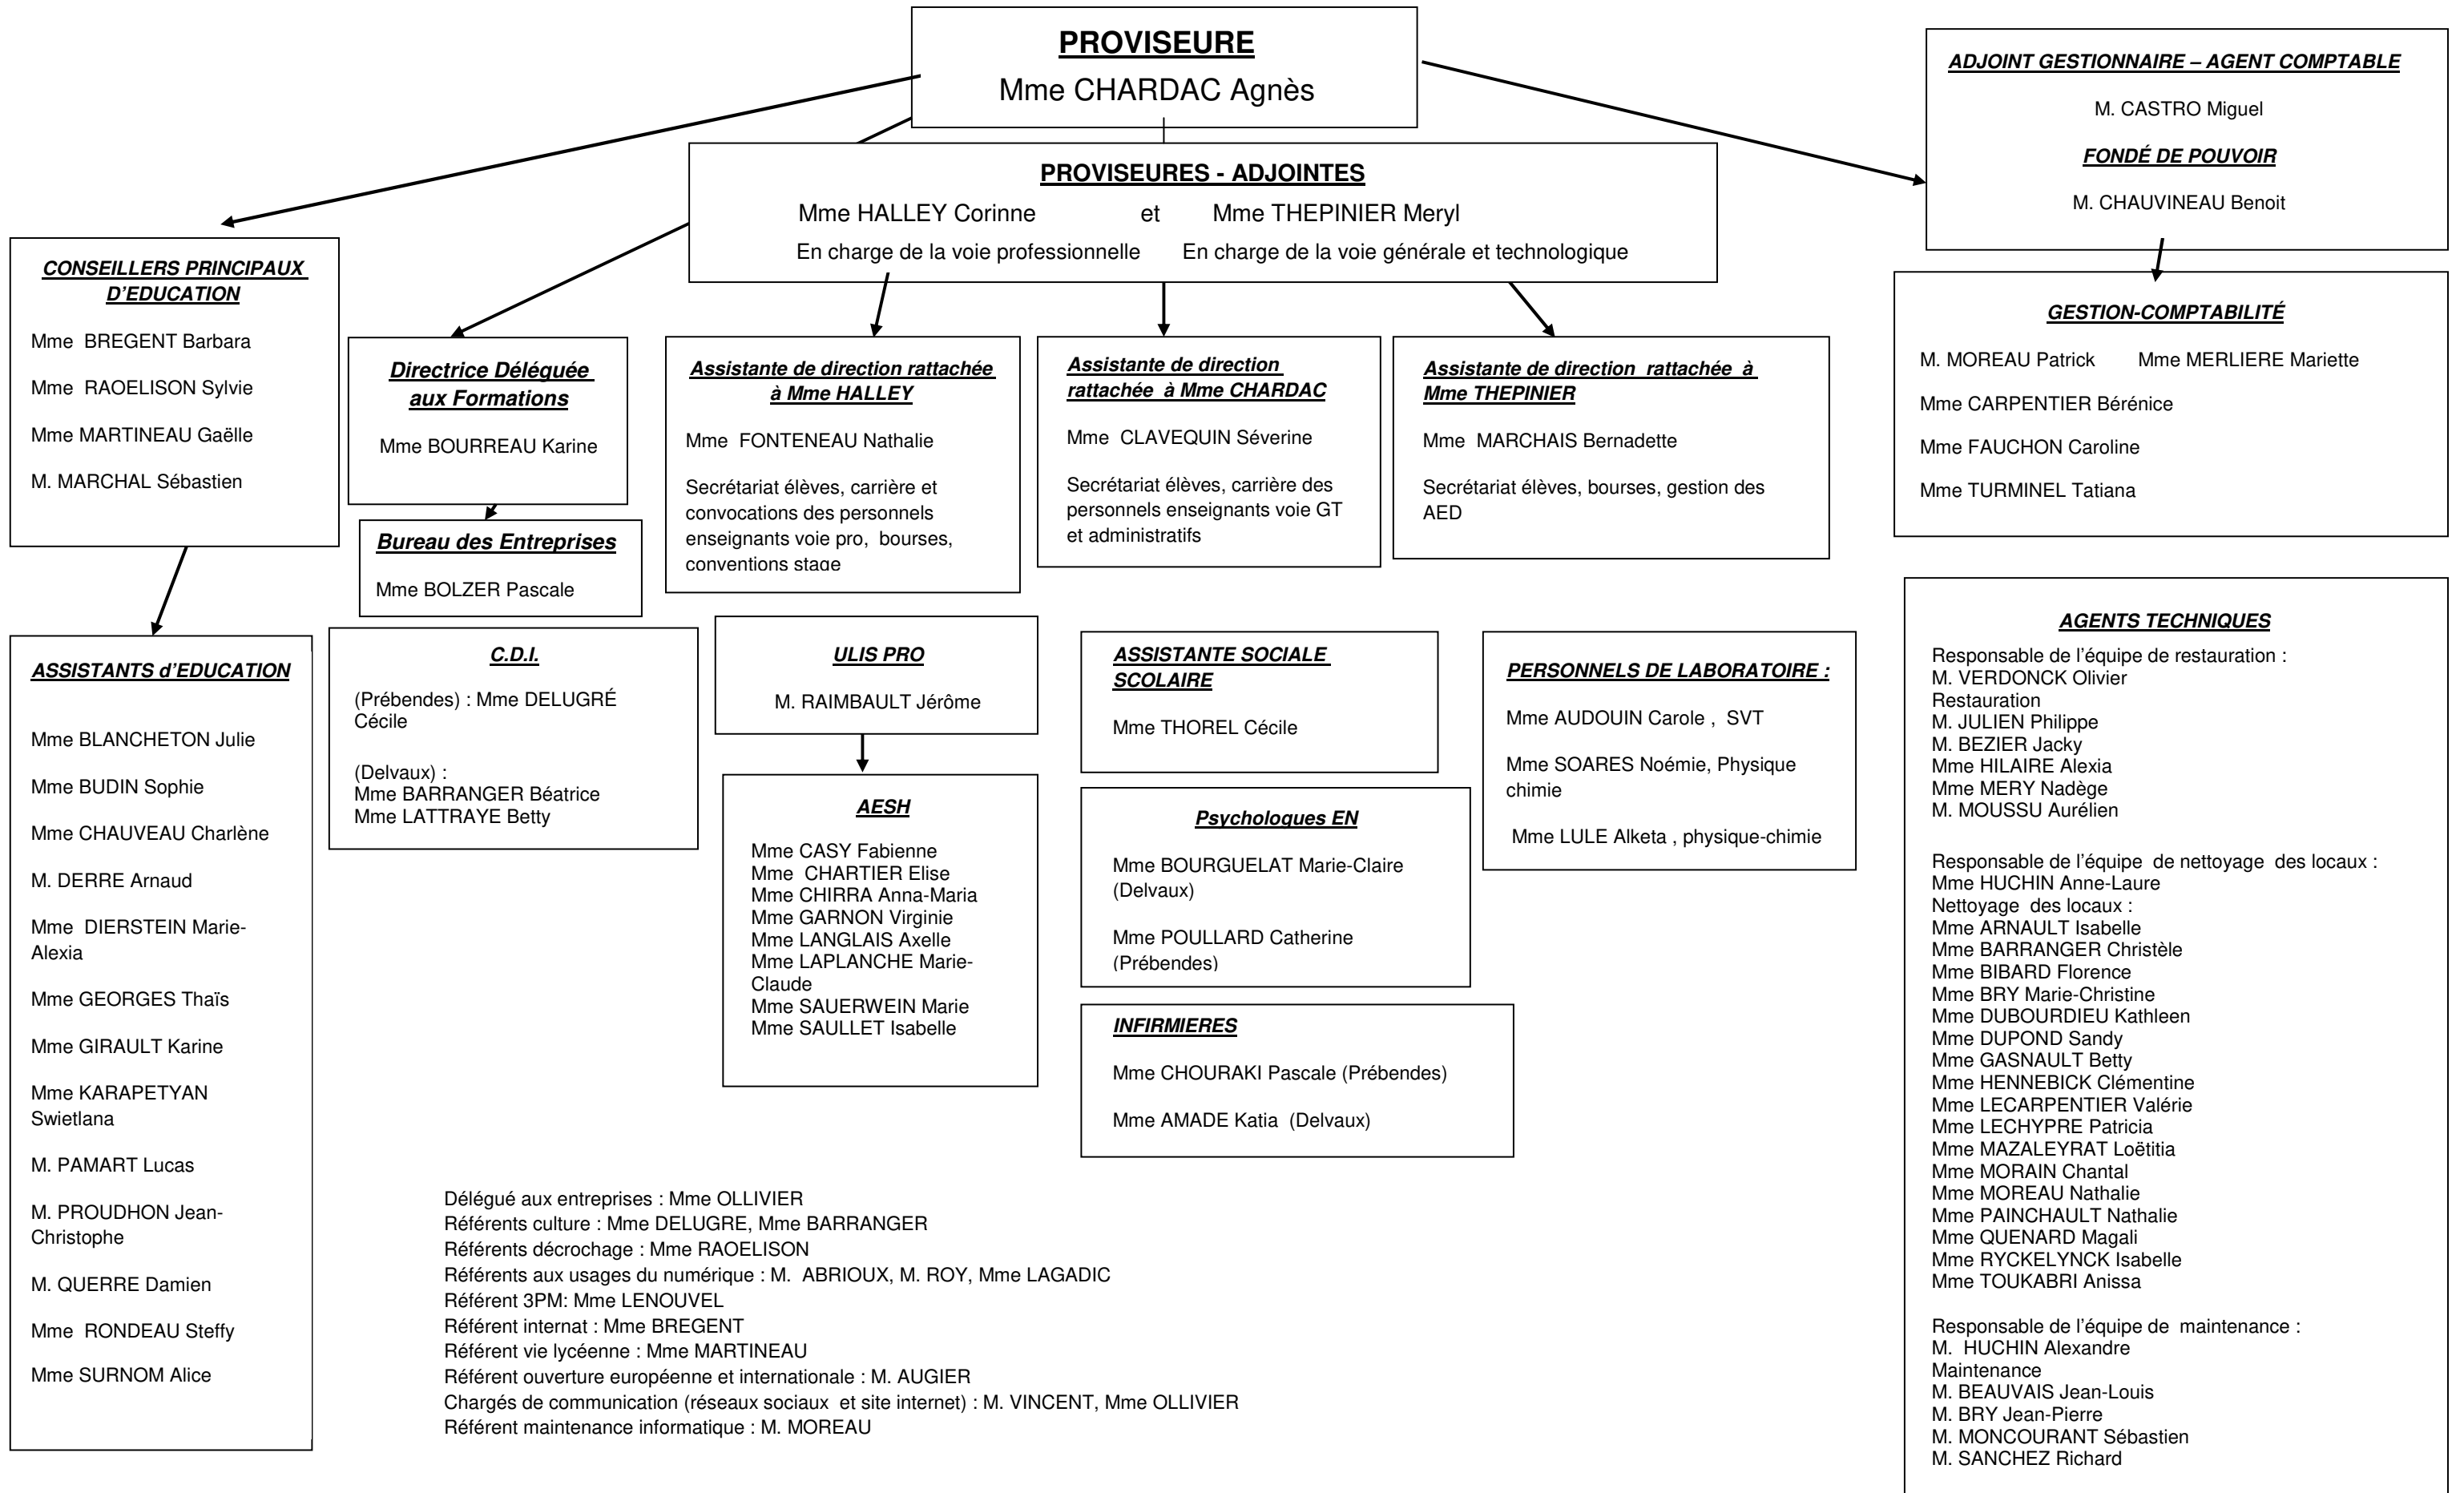 PROVISEURE
Mme CHARDAC Agnès
ADJOINT GESTIONNAIRE – AGENT COMPTABLE
M. CASTRO Miguel
FONDÉ DE POUVOIR
M. CHAUVINEAU Benoit
PROVISEURES - ADJOINTES
Mme HALLEY Corinne et Mme THEPINIER Meryl
En charge de la voie professionnelle En charge de la voie générale et technologique
CONSEILLERS PRINCIPAUX
D'EDUCATION
Mme BREGENT Barbara
Mme RAOELISON Sylvie
Mme MARTINEAU Gaëlle
M. MARCHAL Sébastien
Directrice Déléguée
aux Formations
Mme BOURREAU Karine
Bureau des Entreprises
Mme BOLZER Pascale
Assistante de direction rattachée
à Mme HALLEY
Mme FONTENEAU Nathalie
Secrétariat élèves, carrière et
convocations des personnels
enseignants voie pro, bourses,
conventions stage
Assistante de direction
rattachée à Mme CHARDAC
Mme CLAVEQUIN Séverine
Secrétariat élèves, carrière des
personnels enseignants voie GT
et administratifs
Assistante de direction rattachée à
Mme THEPINIER
Mme MARCHAIS Bernadette
Secrétariat élèves, bourses, gestion des
AED
GESTION-COMPTABILITÉ
M. MOREAU Patrick Mme MERLIERE Mariette
Mme CARPENTIER Bérénice
Mme FAUCHON Caroline
Mme TURMINEL Tatiana
ASSISTANTS d'EDUCATION
Mme BLANCHETON Julie
Mme BUDIN Sophie
Mme CHAUVEAU Charlène
M. DERRE Arnaud
Mme DIERSTEIN Marie-
Alexia
Mme GEORGES Thaïs
Mme GIRAULT Karine
Mme KARAPETYAN
Swietlana
M. PAMART Lucas
M. PROUDHON Jean-
Christophe
M. QUERRE Damien
Mme RONDEAU Steffy
Mme SURNOM Alice
C.D.I.
(Prébendes) : Mme DELUGRÉ
Cécile
(Delvaux) :
Mme BARRANGER Béatrice
Mme LATTRAYE Betty
ULIS PRO
M. RAIMBAULT Jérôme
AESH
Mme CASY Fabienne
Mme CHARTIER Elise
Mme CHIRRA Anna-Maria
Mme GARNON Virginie
Mme LANGLAIS Axelle
Mme LAPLANCHE Marie-
Claude
Mme SAUERWEIN Marie
Mme SAULLET Isabelle
ASSISTANTE SOCIALE
SCOLAIRE
Mme THOREL Cécile
Psychologues EN
Mme BOURGUELAT Marie-Claire
(Delvaux)
Mme POULLARD Catherine
(Prébendes)
INFIRMIERES
Mme CHOURAKI Pascale (Prébendes)
Mme AMADE Katia (Delvaux)
PERSONNELS DE LABORATOIRE :
Mme AUDOUIN Carole , SVT
Mme SOARES Noémie, Physique
chimie
Mme LULE Alketa , physique-chimie
AGENTS TECHNIQUES
Responsable de l'équipe de restauration :
M. VERDONCK Olivier
Restauration
M. JULIEN Philippe
M. BEZIER Jacky
Mme HILAIRE Alexia
Mme MERY Nadège
M. MOUSSU Aurélien
Responsable de l'équipe de nettoyage des locaux :
Mme HUCHIN Anne-Laure
Nettoyage des locaux :
Mme ARNAULT Isabelle
Mme BARRANGER Christèle
Mme BIBARD Florence
Mme BRY Marie-Christine
Mme DUBOURDIEU Kathleen
Mme DUPOND Sandy
Mme GASNAULT Betty
Mme HENNEBICK Clémentine
Mme LECARPENTIER Valérie
Mme LECHYPRE Patricia
Mme MAZALEYRAT Loëtitia
Mme MORAIN Chantal
Mme MOREAU Nathalie
Mme PAINCHAULT Nathalie
Mme QUENARD Magali
Mme RYCKELYNCK Isabelle
Mme TOUKABRI Anissa
Responsable de l'équipe de maintenance :
M. HUCHIN Alexandre
Maintenance
M. BEAUVAIS Jean-Louis
M. BRY Jean-Pierre
M. MONCOURANT Sébastien
M. SANCHEZ Richard
Délégué aux entreprises : Mme OLLIVIER
Référents culture : Mme DELUGRE, Mme BARRANGER
Référents décrochage : Mme RAOELISON
Référents aux usages du numérique : M. ABRIOUX, M. ROY, Mme LAGADIC
Référent 3PM: Mme LENOUVEL
Référent internat : Mme BREGENT
Référent vie lycéenne : Mme MARTINEAU
Référent ouverture européenne et internationale : M. AUGIER
Chargés de communication (réseaux sociaux et site internet) : M. VINCENT, Mme OLLIVIER
Référent maintenance informatique : M. MOREAU